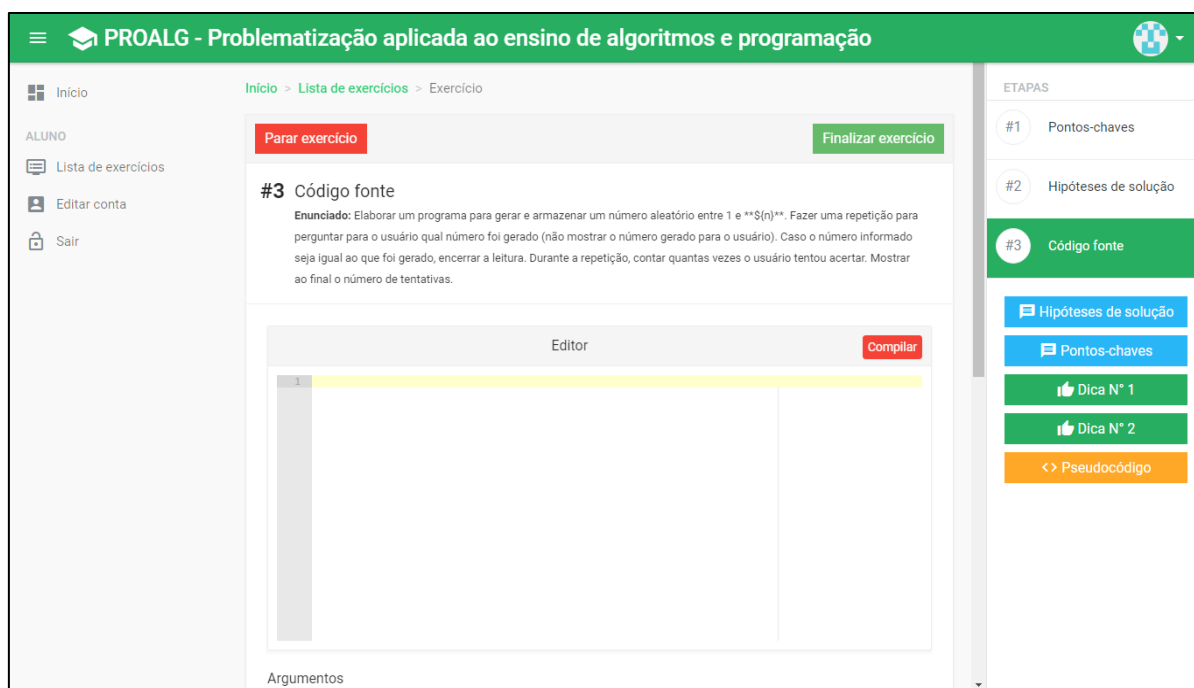 PROALG - Problematização aplicada ao ensino de algoritmos e programação
Início
ALUNO
Lista de exercícios
Editar conta
Sair
Início > Lista de exercícios > Exercício
Parar exercício
Finalizar exercício
#3 Código fonte
Enunciado: Elaborar um programa para gerar e armazenar um número aleatório entre 1 e **${n}**. Fazer uma repetição para
perguntar para o usuário qual número foi gerado (não mostrar o número gerado para o usuário). Caso o número informado
seja igual ao que foi gerado, encerrar a leitura. Durante a repetição, contar quantas vezes o usuário tentou acertar. Mostrar
ao final o número de tentativas.
Editor
Compilar
1
Argumentos
ETAPAS
#1 Pontos-chaves
#2 Hipóteses de solução
#3 Código fonte
Hipóteses de solução
Pontos-chaves
Dica N° 1
Dica N° 2
<> Pseudocódigo